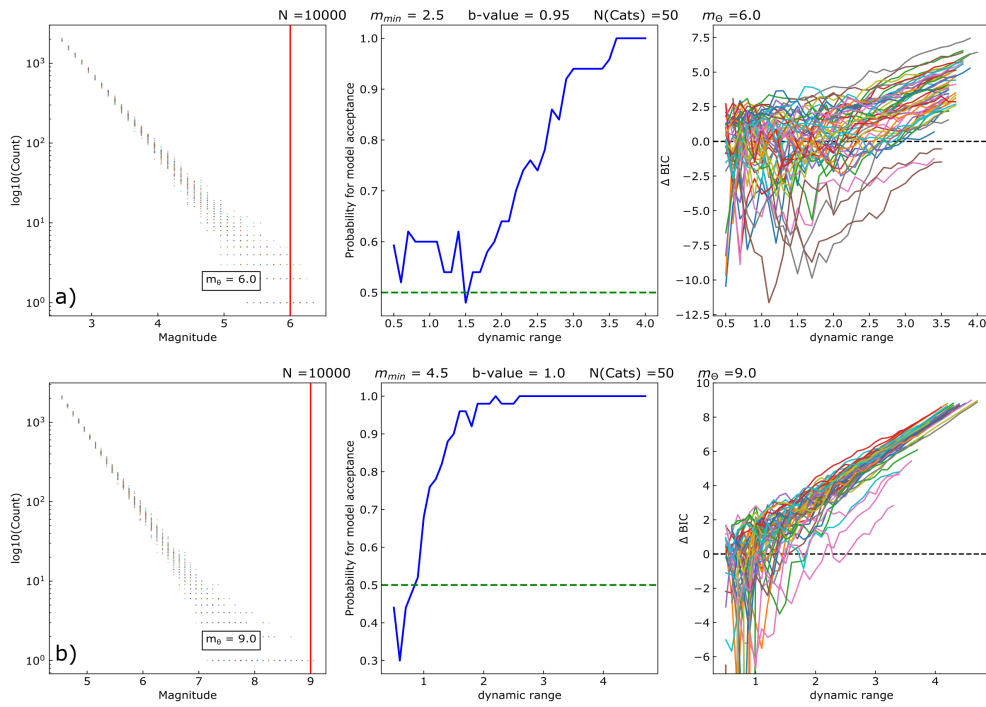 N = 10000 m_min = 2.5 b-value = 0.95 N(Cats) =50 m_Θ =6.0
log10(Count)
10³
10²
10¹
10⁰
a)
m_θ = 6.0
3 4 5 6
Magnitude
Probability for model acceptance
1.0
0.9
0.8
0.7
0.6
0.5
0.5 1.0 1.5 2.0 2.5 3.0 3.5 4.0
dynamic range
Δ BIC
7.5
5.0
2.5
0.0
−2.5
−5.0
−7.5
−10.0
−12.5
0.5 1.0 1.5 2.0 2.5 3.0 3.5 4.0
dynamic range
N = 10000 m_min = 4.5 b-value = 1.0 N(Cats) =50 m_Θ =9.0
log10(Count)
10³
10²
10¹
10⁰
b)
m_θ = 9.0
5 6 7 8 9
Magnitude
Probability for model acceptance
1.0
0.9
0.8
0.7
0.6
0.5
0.4
0.3
1 2 3 4
dynamic range
Δ BIC
10
8
6
4
2
0
−2
−4
−6
1 2 3 4
dynamic range